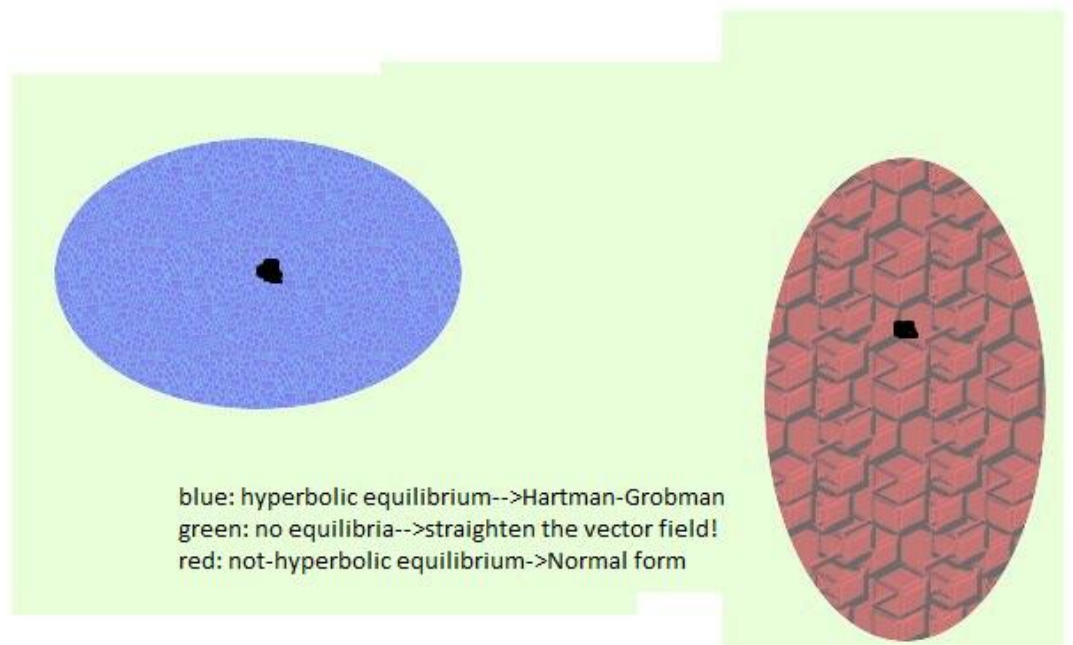 blue: hyperbolic equilibrium-->Hartman-Grobman
green: no equilibria-->straighten the vector field!
red: not-hyperbolic equilibrium->Normal form